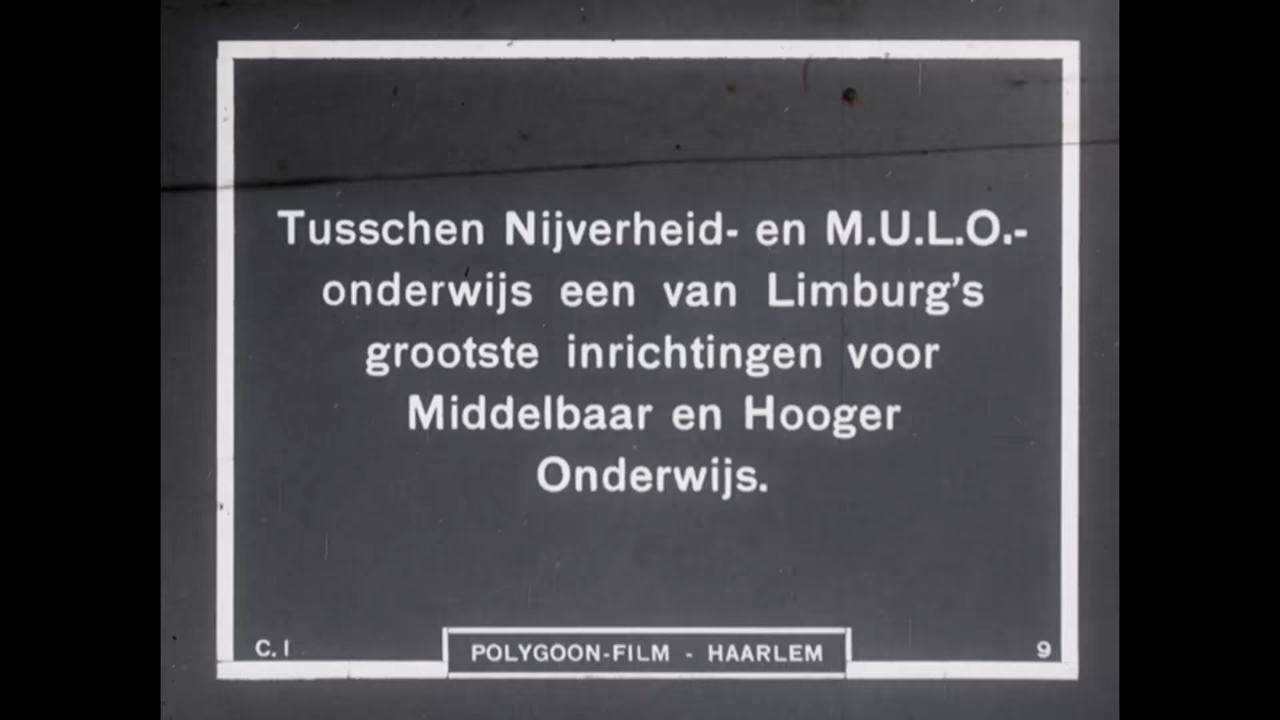 Tusschen Nijverheid- en M.U.L.O.-
onderwijs een van Limburg's
grootste inrichtingen voor
Middelbaar en Hooger
Onderwijs.
C. I
POLYGOON-FILM - HAARLEM
9